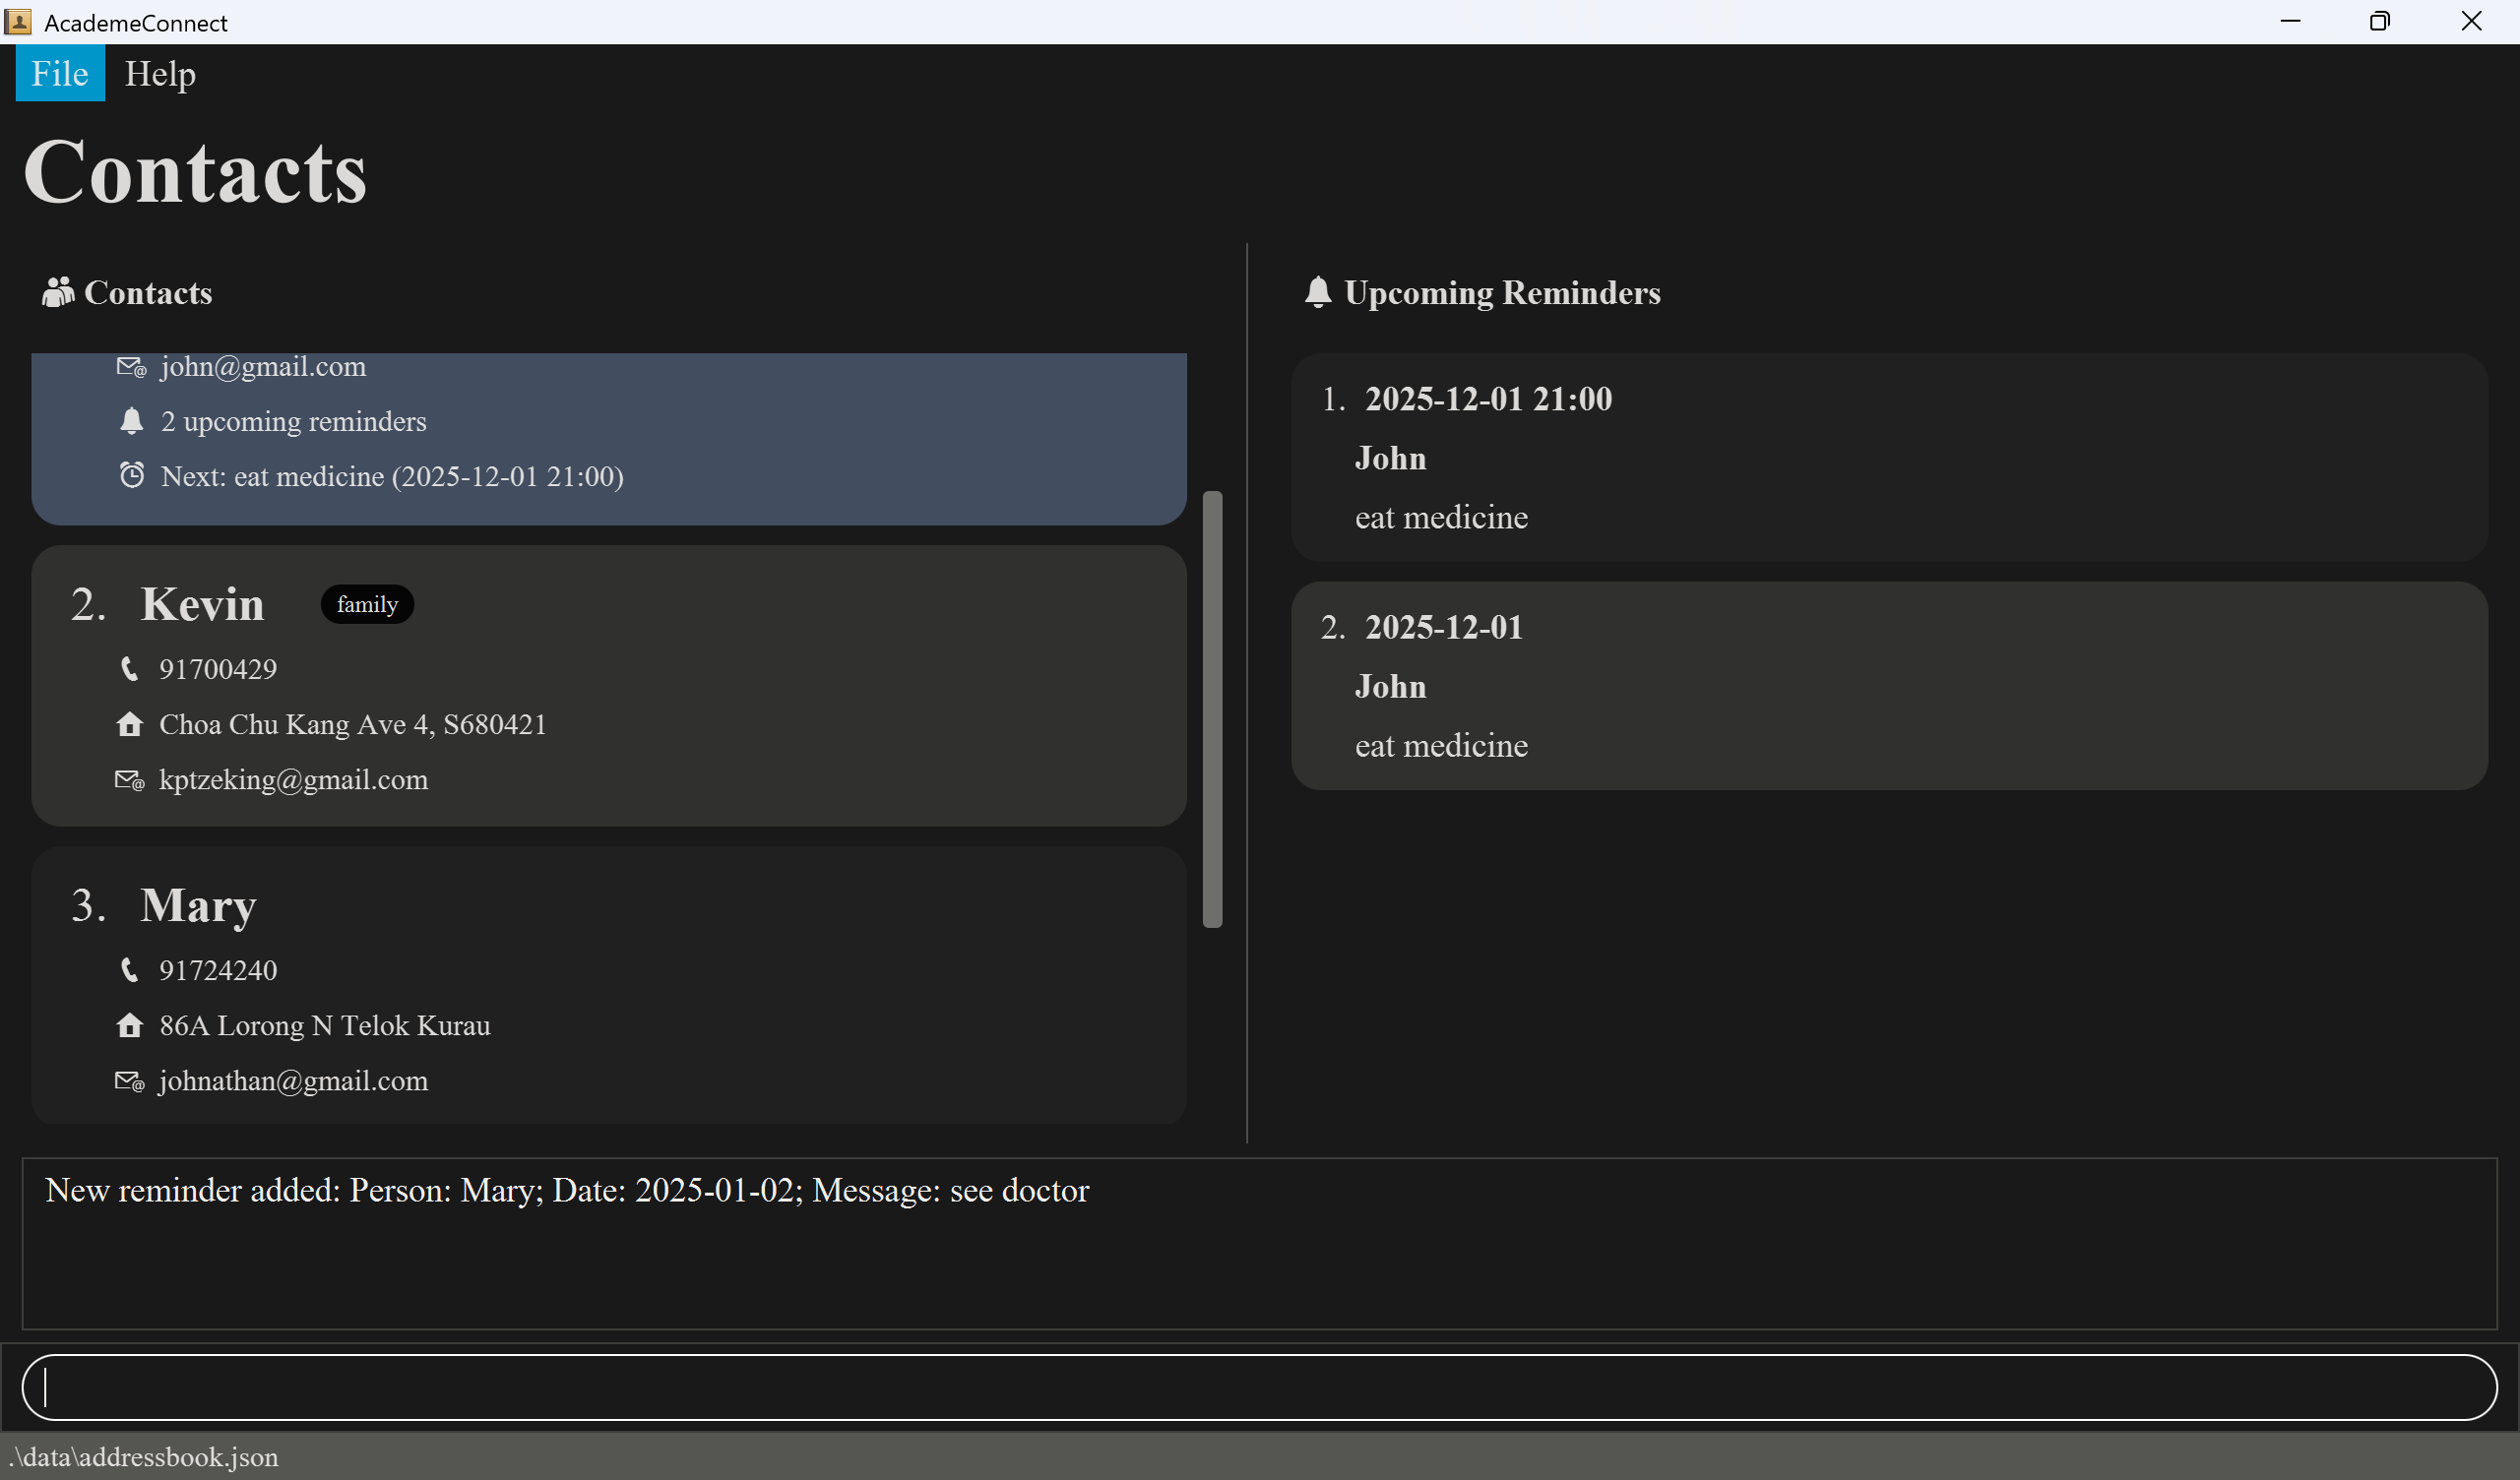 AcademeConnect
File Help
Contacts
Contacts
john@gmail.com
2 upcoming reminders
Next: eat medicine (2025-12-01 21:00)
2. Kevin family
91700429
Choa Chu Kang Ave 4, S680421
kptzeking@gmail.com
3. Mary
91724240
86A Lorong N Telok Kurau
johnathan@gmail.com
Upcoming Reminders
1. 2025-12-01 21:00
John
eat medicine
2. 2025-12-01
John
eat medicine
New reminder added: Person: Mary; Date: 2025-01-02; Message: see doctor
.\data\addressbook.json